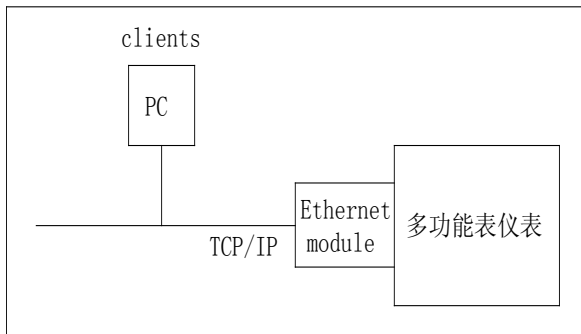 clients
PC
Ethernet
module
多功能表仪表
TCP/IP